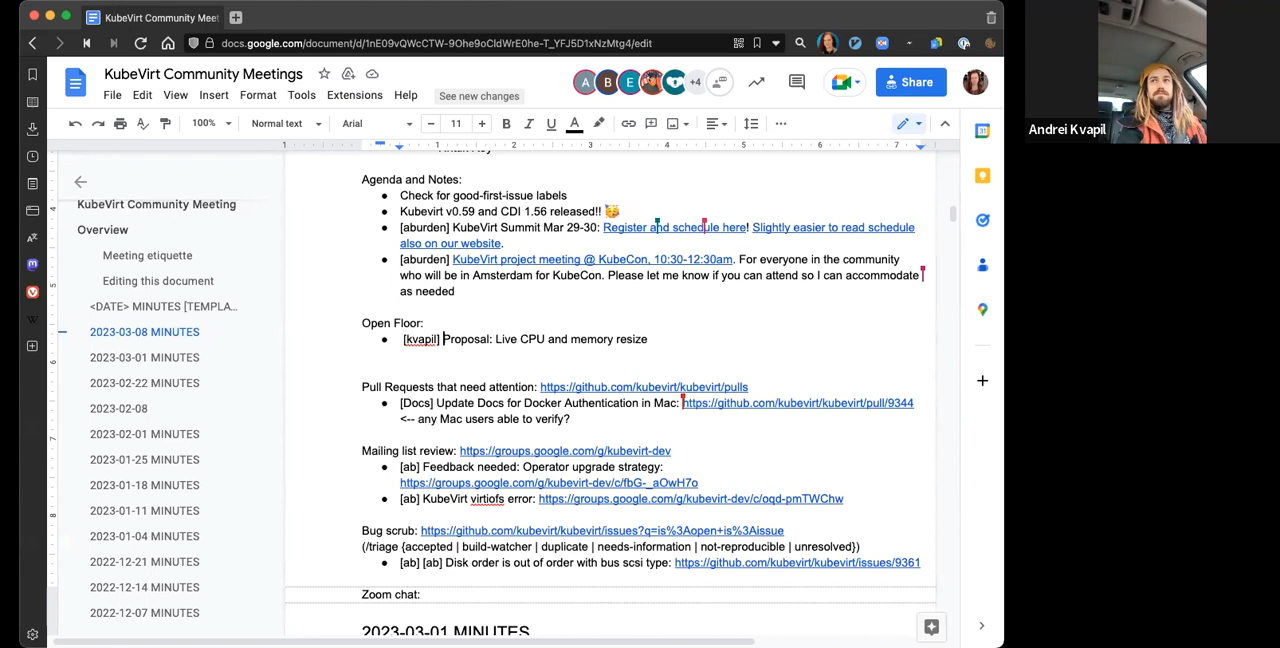 KubeVirt Community Meet
docs.google.com/document/d/1nE09vQWcCTW-9Ohe9oCldWrE0he-T_YFJ5D1xNzMtg4/edit
KubeVirt Community Meetings
File Edit View Insert Format Tools Extensions Help
See new changes
A B E +4
Share
100% Normal text Arial 11
1 1 2 3 4 5 6 7
KubeVirt Community Meeting
Overview
Meeting etiquette
Editing this document
<DATE> MINUTES [TEMPLA...
2023-03-08 MINUTES
2023-03-01 MINUTES
2023-02-22 MINUTES
2023-02-08
2023-02-01 MINUTES
2023-01-25 MINUTES
2023-01-18 MINUTES
2023-01-11 MINUTES
2023-01-04 MINUTES
2022-12-21 MINUTES
2022-12-14 MINUTES
2022-12-07 MINUTES
Agenda and Notes:
● Check for good-first-issue labels
● Kubevirt v0.59 and CDI 1.56 released!! 🥳
● [aburden] KubeVirt Summit Mar 29-30: Register and schedule here! Slightly easier to read schedule
also on our website.
● [aburden] KubeVirt project meeting @ KubeCon, 10:30-12:30am. For everyone in the community
who will be in Amsterdam for KubeCon. Please let me know if you can attend so I can accommodate
as needed
Open Floor:
● [kvapil] Proposal: Live CPU and memory resize
Pull Requests that need attention: https://github.com/kubevirt/kubevirt/pulls
● [Docs] Update Docs for Docker Authentication in Mac: https://github.com/kubevirt/kubevirt/pull/9344
<-- any Mac users able to verify?
Mailing list review: https://groups.google.com/g/kubevirt-dev
● [ab] Feedback needed: Operator upgrade strategy:
https://groups.google.com/g/kubevirt-dev/c/fbG-_aOwH7o
● [ab] KubeVirt virtiofs error: https://groups.google.com/g/kubevirt-dev/c/oqd-pmTWChw
Bug scrub: https://github.com/kubevirt/kubevirt/issues?q=is%3Aopen+is%3Aissue
(/triage {accepted | build-watcher | duplicate | needs-information | not-reproducible | unresolved})
● [ab] [ab] Disk order is out of order with bus scsi type: https://github.com/kubevirt/kubevirt/issues/9361
Zoom chat:
2023-03-01 MINUTES
Andrei Kvapil